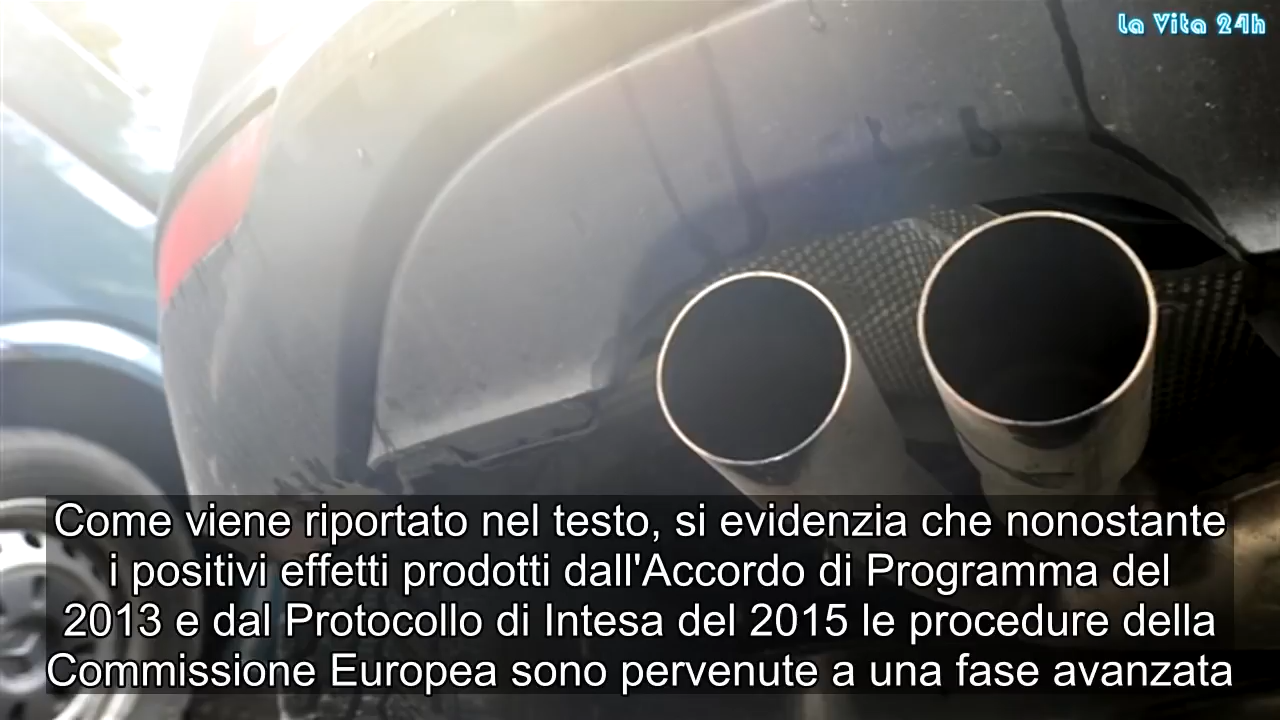 La Vita 24h
Come viene riportato nel testo, si evidenzia che nonostante
i positivi effetti prodotti dall'Accordo di Programma del
2013 e dal Protocollo di Intesa del 2015 le procedure della
Commissione Europea sono pervenute a una fase avanzata